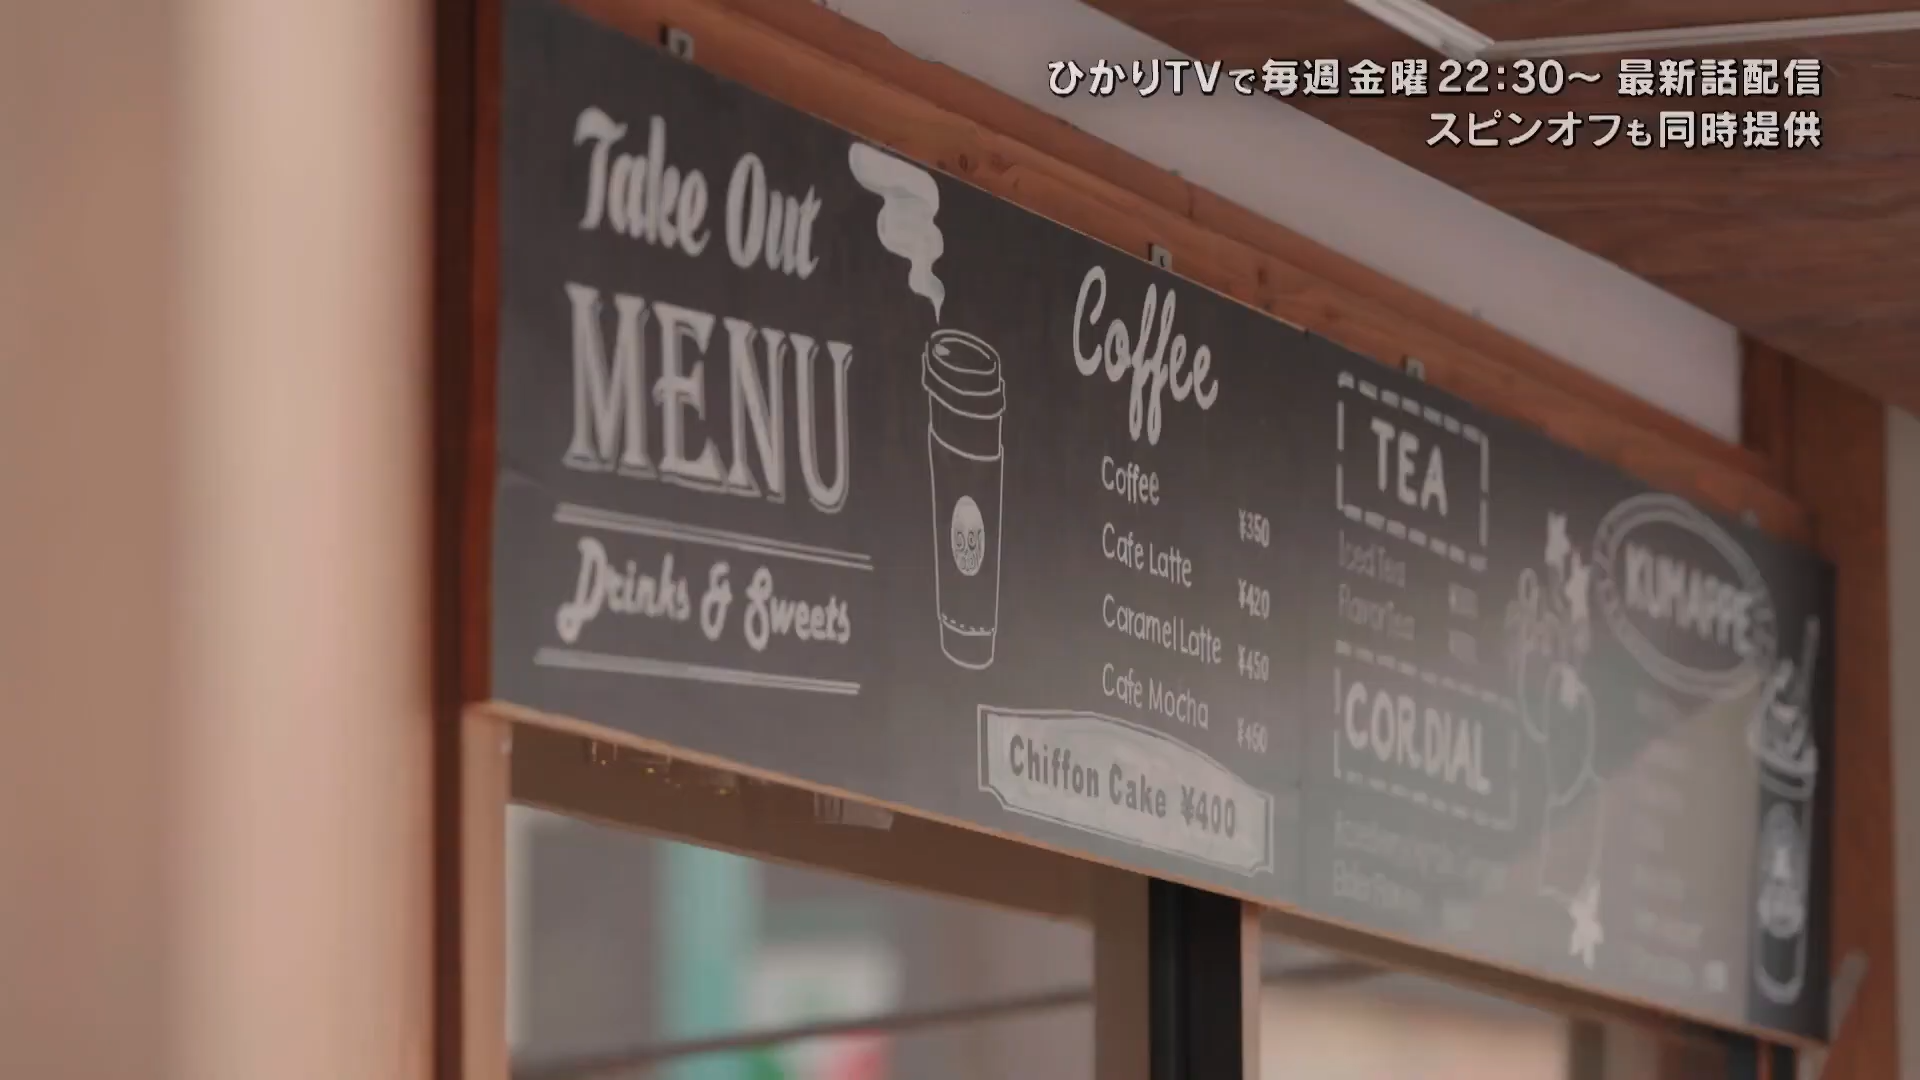 ひかりTVで毎週金曜22:30〜 最新話配信
スピンオフも同時提供
Take Out
MENU
Drinks & Sweets
Coffee
Coffee ¥350
Cafe Latte ¥420
Caramel Latte ¥450
Cafe Mocha ¥450
Chiffon Cake ¥400
TEA
Iced Tea
Flavor Tea
CORDIAL
KUMAPPE